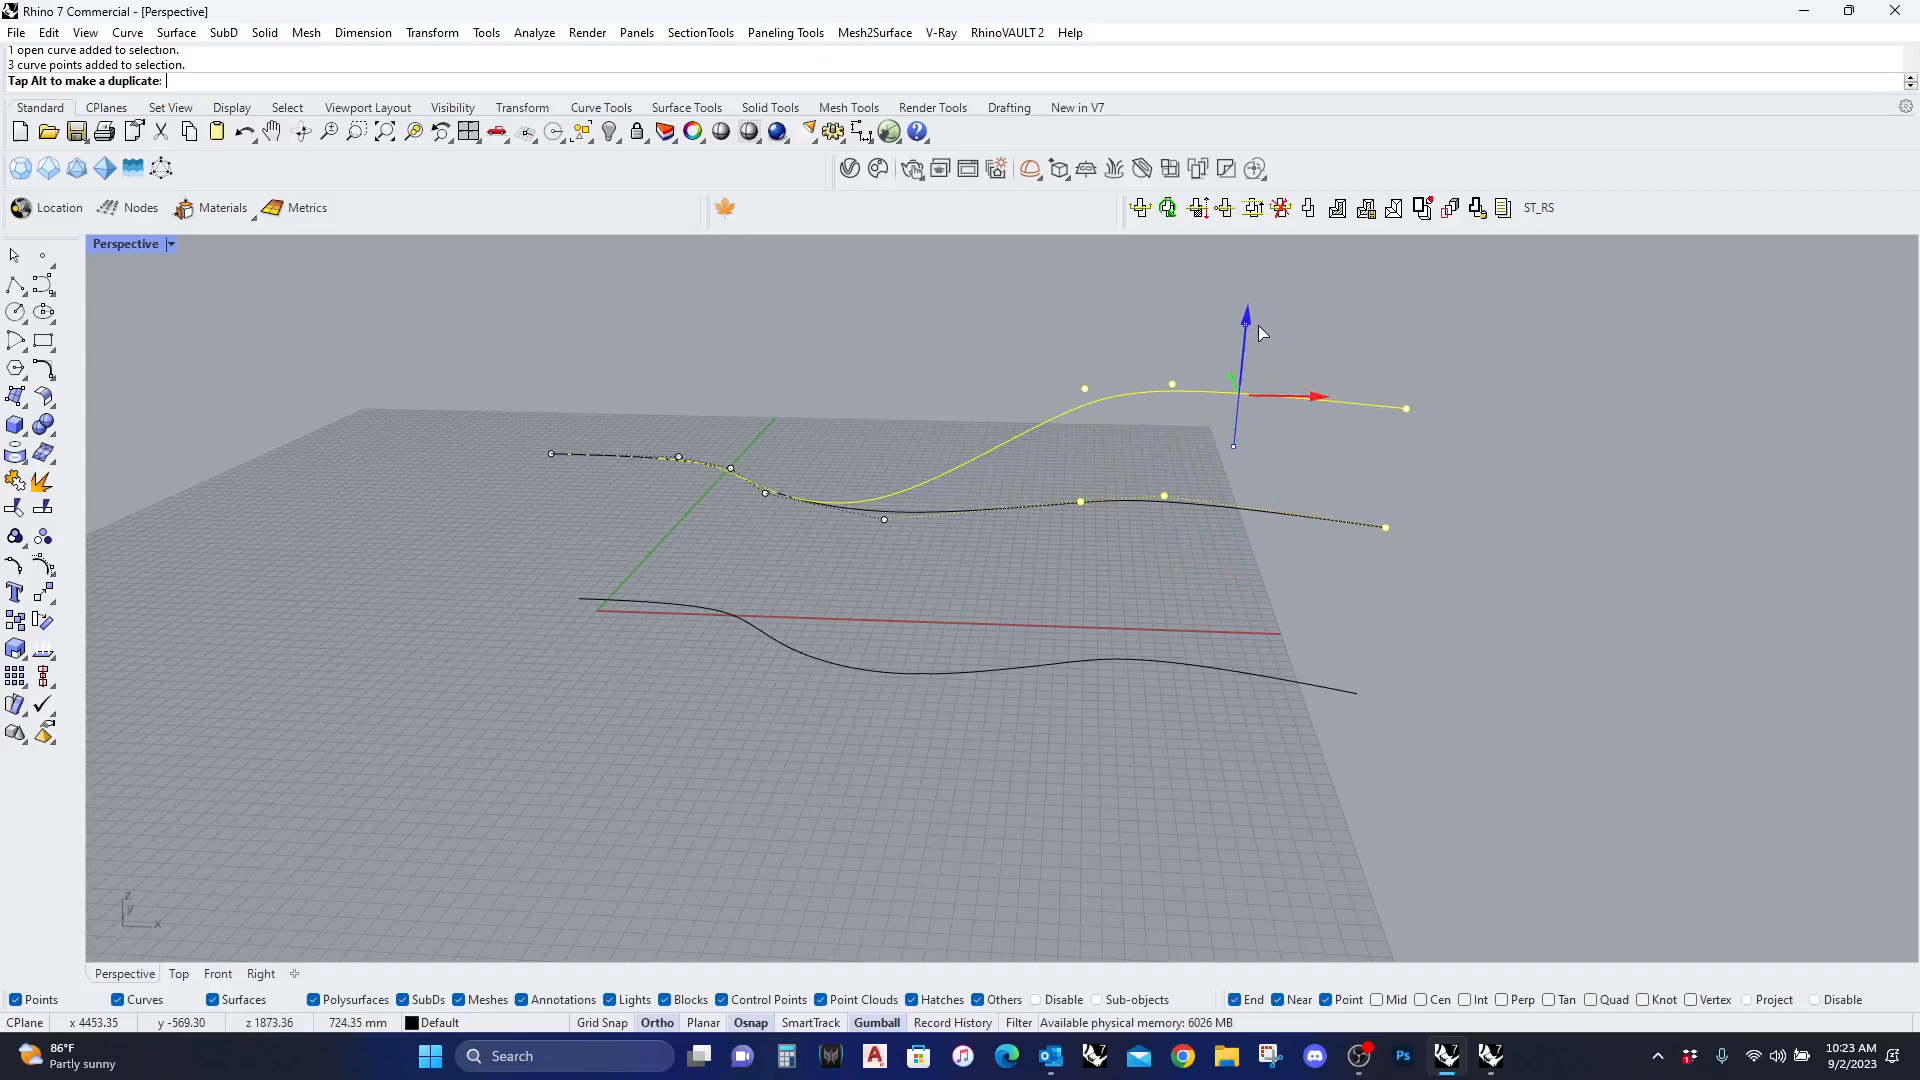 Rhino 7 Commercial - [Perspective]
File Edit View Curve Surface SubD Solid Mesh Dimension Transform Tools Analyze Render Panels SectionTools Paneling Tools Mesh2Surface V-Ray RhinoVAULT 2 Help
1 open curve added to selection.
3 curve points added to selection.
Tap Alt to make a duplicate:
Standard CPlanes Set View Display Select Viewport Layout Visibility Transform Curve Tools Surface Tools Solid Tools Mesh Tools Render Tools Drafting New in V7
Location Nodes Materials Metrics ST_RS
Perspective
z
y
x
Perspective Top Front Right
Points Curves Surfaces Polysurfaces SubDs Meshes Annotations Lights Blocks Control Points Point Clouds Hatches Others Disable Sub-objects End Near Point Mid Cen Int Perp Tan Quad Knot Vertex Project Disable
CPlane x 4453.35 y -569.30 z 1873.36 724.35 mm Default Grid Snap Ortho Planar Osnap SmartTrack Gumball Record History Filter Available physical memory: 6026 MB
86°F
Partly sunny
Search
Ps
10:23 AM
9/2/2023